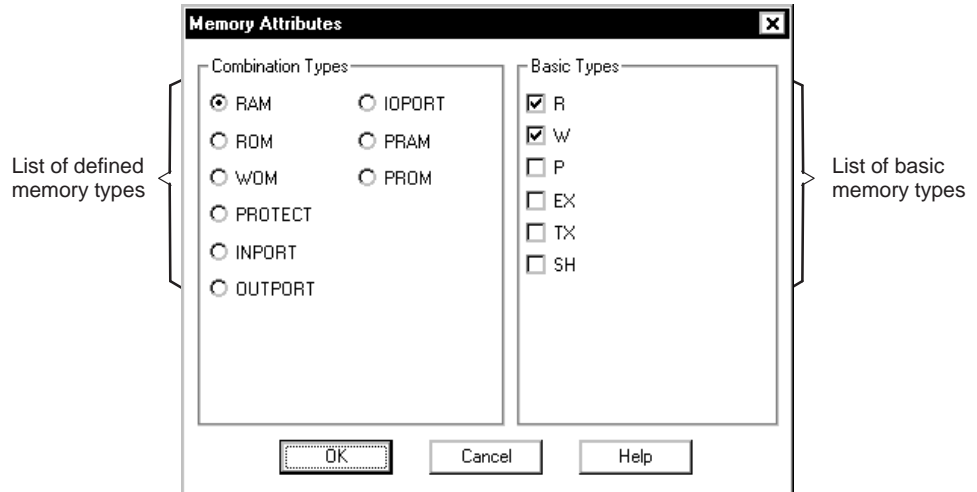 Memory Attributes
Combination Types
RAM
ROM
WOM
PROTECT
INPORT
OUTPORT
IOPORT
PRAM
PROM
Basic Types
R
W
P
EX
TX
SH
List of defined
memory types
List of basic
memory types
OK
Cancel
Help